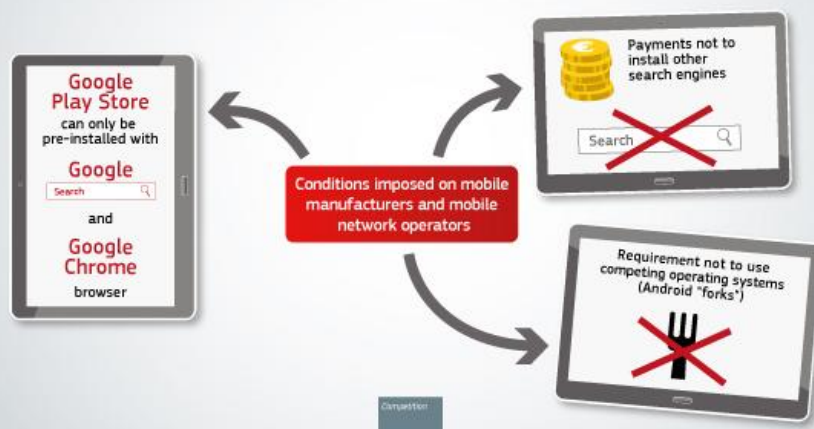 Google
Play Store
can only be
pre-installed with
Google
Search
and
Google
Chrome
browser
Conditions imposed on mobile
manufacturers and mobile
network operators
Payments not to
install other
search engines
Search
Requirement not to use
competing operating systems
(Android "forks")
Competition